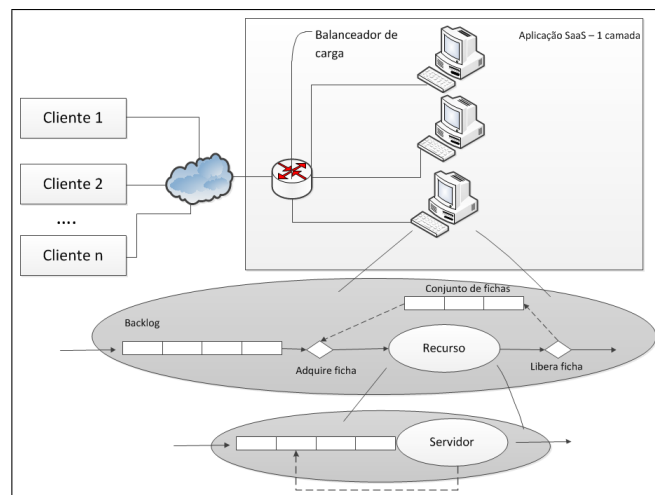 Balanceador de
carga
Aplicação SaaS – 1 camada
Cliente 1
Cliente 2
....
Cliente n
Conjunto de fichas
Backlog
Recurso
Adquire ficha
Libera ficha
Servidor